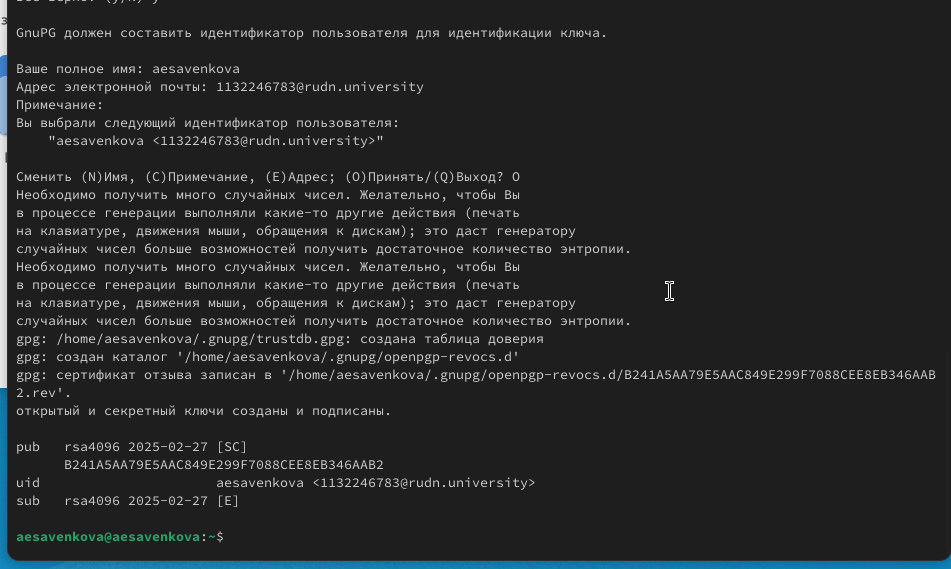 GnuPG должен составить идентификатор пользователя для идентификации ключа.
Ваше полное имя: aesavenkova
Адрес электронной почты: 1132246783@rudn.university
Примечание:
Вы выбрали следующий идентификатор пользователя:
"aesavenkova <1132246783@rudn.university>"
Сменить (N)Имя, (C)Примечание, (E)Адрес; (O)Принять/(Q)Выход? O
Необходимо получить много случайных чисел. Желательно, чтобы Вы
в процессе генерации выполняли какие-то другие действия (печать
на клавиатуре, движения мыши, обращения к дискам); это даст генератору
случайных чисел больше возможностей получить достаточное количество энтропии.
Необходимо получить много случайных чисел. Желательно, чтобы Вы
в процессе генерации выполняли какие-то другие действия (печать
на клавиатуре, движения мыши, обращения к дискам); это даст генератору
случайных чисел больше возможностей получить достаточное количество энтропии.
gpg: /home/aesavenkova/.gnupg/trustdb.gpg: создана таблица доверия
gpg: создан каталог '/home/aesavenkova/.gnupg/openpgp-revocs.d'
gpg: сертификат отзыва записан в '/home/aesavenkova/.gnupg/openpgp-revocs.d/B241A5AA79E5AAC849E299F7088CEE8EB346AAB
2.rev'.
открытый и секретный ключи созданы и подписаны.
pub   rsa4096 2025-02-27 [SC]
      B241A5AA79E5AAC849E299F7088CEE8EB346AAB2
uid                      aesavenkova <1132246783@rudn.university>
sub   rsa4096 2025-02-27 [E]
aesavenkova@aesavenkova:~$